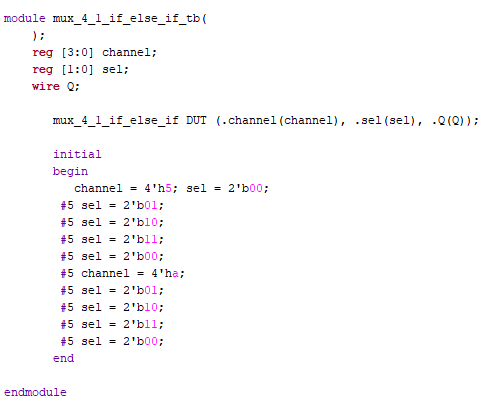 module mux_4_1_if_else_if_tb(
);
reg [3:0] channel;
reg [1:0] sel;
wire Q;
mux_4_1_if_else_if DUT (.channel(channel), .sel(sel), .Q(Q));
initial
begin
channel = 4'h5; sel = 2'b00;
#5 sel = 2'b01;
#5 sel = 2'b10;
#5 sel = 2'b11;
#5 sel = 2'b00;
#5 channel = 4'ha;
#5 sel = 2'b01;
#5 sel = 2'b10;
#5 sel = 2'b11;
#5 sel = 2'b00;
end
endmodule